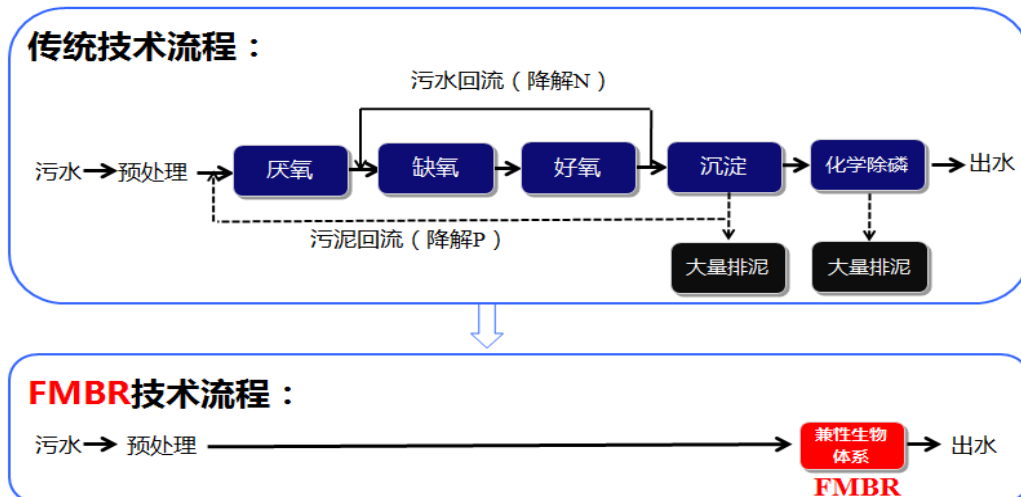 传统技术流程：
污水回流（降解N）
污水 预处理 厌氧 缺氧 好氧 沉淀 化学除磷 出水
污泥回流（降解P）
大量排泥 大量排泥
FMBR技术流程：
污水 预处理 兼性生物 出水
体系
FMBR